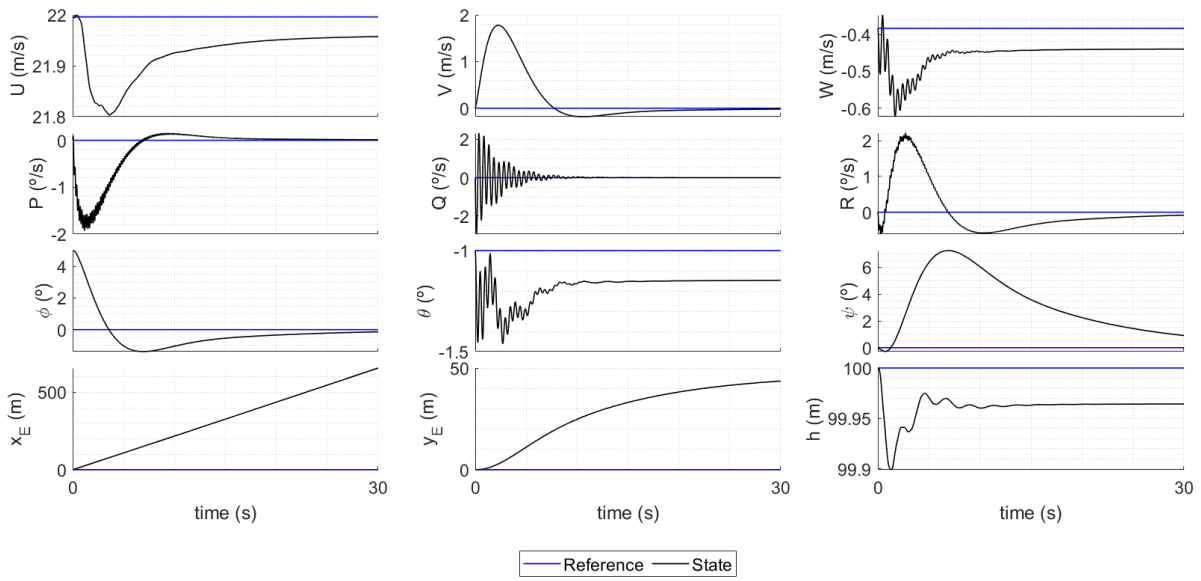 22
21.9
21.8
U (m/s)
2
1
0
V (m/s)
-0.4
-0.5
-0.6
W (m/s)
0
-1
-2
P (º/s)
2
0
-2
Q (º/s)
2
1
0
R (º/s)
4
2
0
ϕ (º)
-1
-1.5
θ (º)
6
4
2
0
ψ (º)
500
0
x_E (m)
0
30
time (s)
50
0
y_E (m)
0
30
time (s)
100
99.95
99.9
h (m)
0
30
time (s)
Reference
State